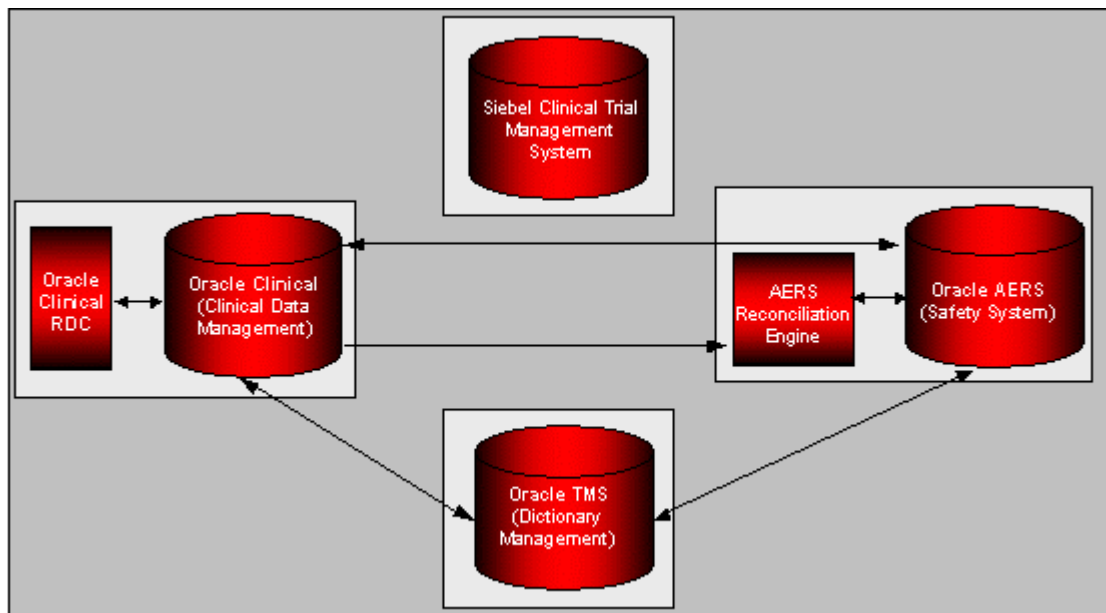 Siebel Clinical Trial
Management
System
Oracle
Clinical
RDC
Oracle Clinical
(Clinical Data
Management)
AERS
Reconciliation
Engine
Oracle AERS
(Safety System)
Oracle TMS
(Dictionary
Management)